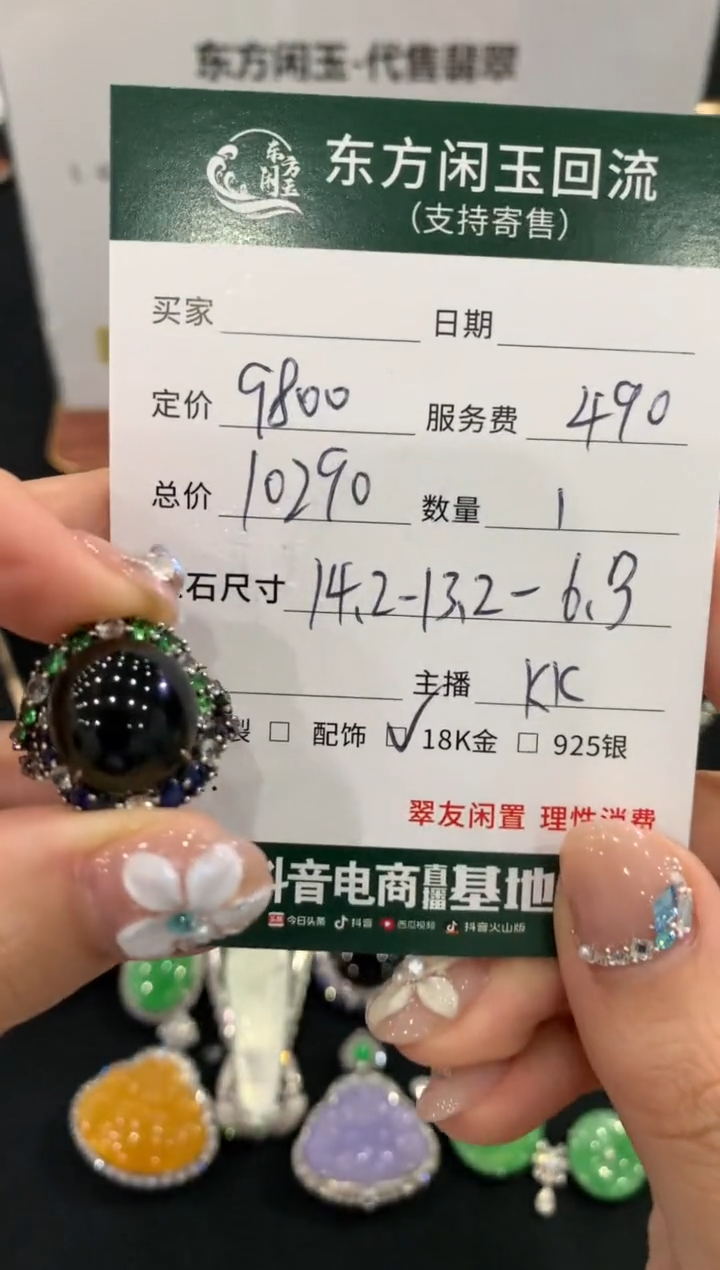 东方闲玉·代售翡翠
东方闲玉
东方闲玉回流
(支持寄售)
买家 日期
定价 9800 服务费 490
总价 10290 数量 1
石尺寸 14.2-13.2-6.3
主播 KK
裂 □ 配饰 ☑ 18K金 □ 925银
翠友闲置 理性消费
抖音电商直播基地
头条 今日头条 抖音 西瓜视频 抖音火山版